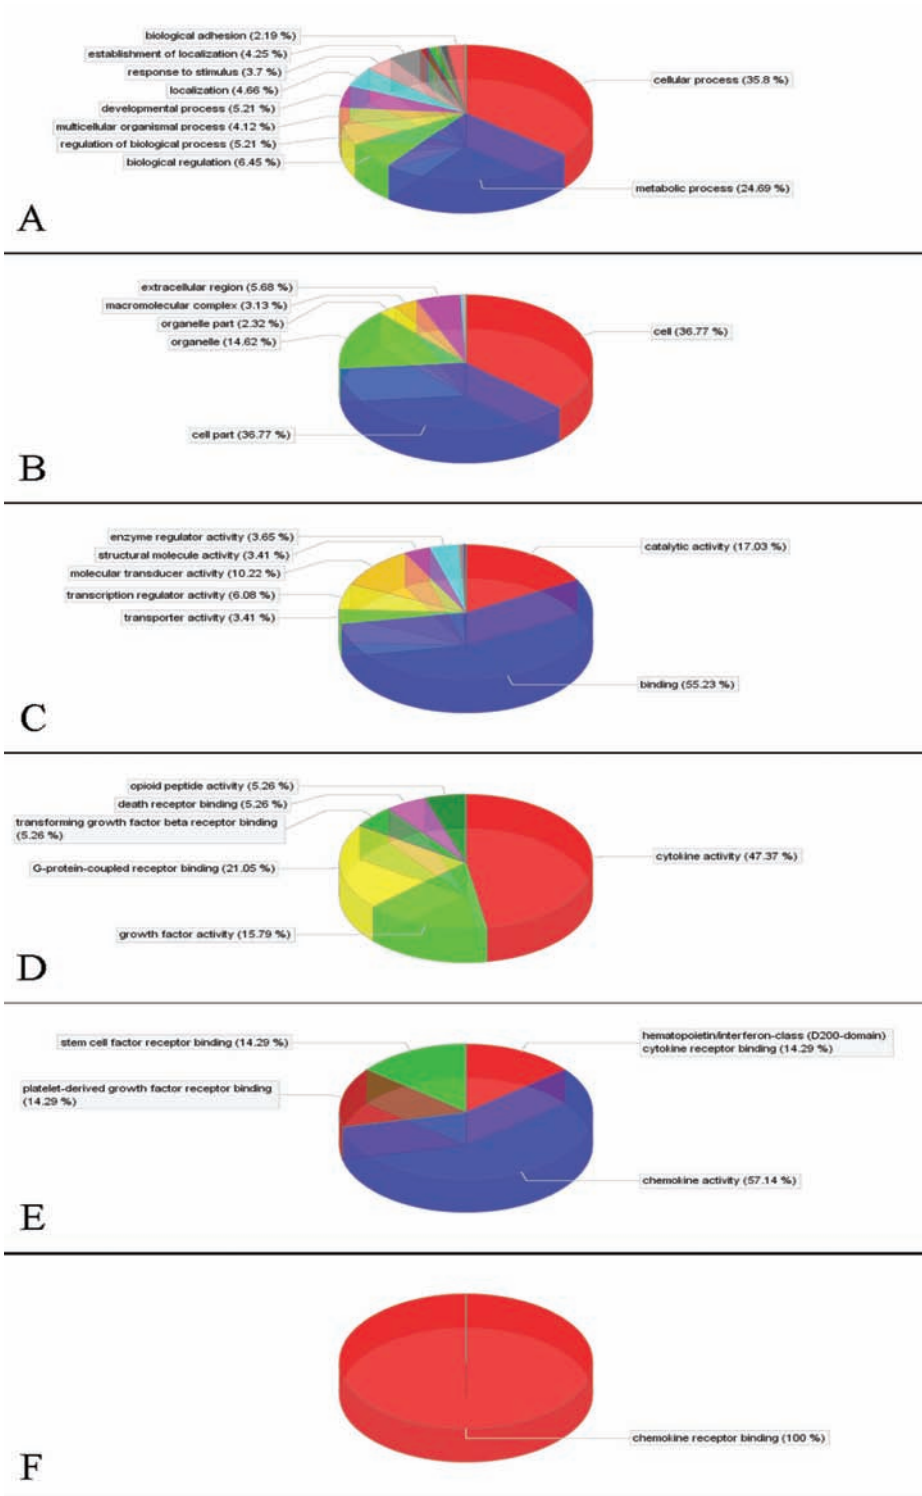 biological adhesion (2.19 %)
establishment of localization (4.25 %)
response to stimulus (3.7 %)
localization (4.66 %)
developmental process (5.21 %)
multicellular organismal process (4.12 %)
regulation of biological process (5.21 %)
biological regulation (6.45 %)
cellular process (35.8 %)
metabolic process (24.69 %)
A
extracellular region (5.68 %)
macromolecular complex (3.13 %)
organelle part (2.32 %)
organelle (14.62 %)
cell part (36.77 %)
cell (36.77 %)
B
enzyme regulator activity (3.65 %)
structural molecule activity (3.41 %)
molecular transducer activity (10.22 %)
transcription regulator activity (6.08 %)
transporter activity (3.41 %)
catalytic activity (17.03 %)
binding (55.23 %)
C
opioid peptide activity (5.26 %)
death receptor binding (5.26 %)
transforming growth factor beta receptor binding
(5.26 %)
G-protein-coupled receptor binding (21.05 %)
growth factor activity (15.79 %)
cytokine activity (47.37 %)
D
stem cell factor receptor binding (14.29 %)
platelet-derived growth factor receptor binding
(14.29 %)
hematopoietin/interferon-class (D200-domain)
cytokine receptor binding (14.29 %)
chemokine activity (57.14 %)
E
chemokine receptor binding (100 %)
F